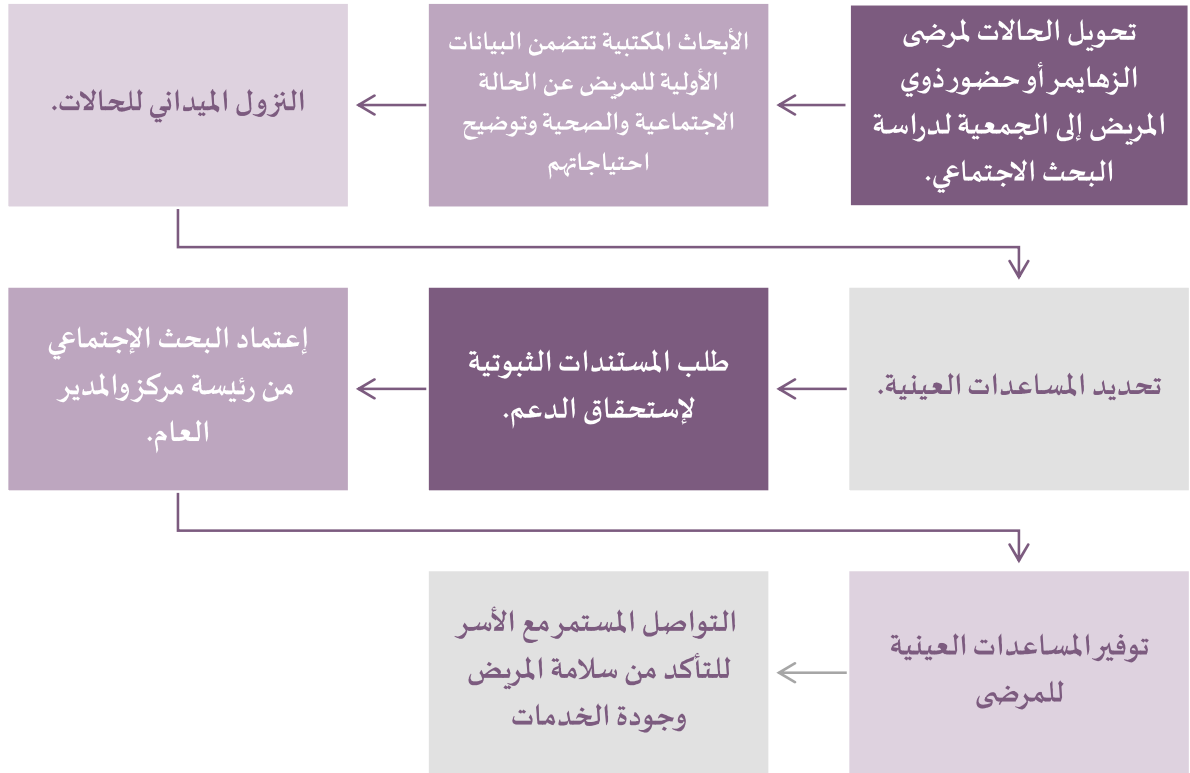 تحويل الحالات لمرضى
الزهايمر أو حضور ذوي
المريض إلى الجمعية لدراسة
البحث الاجتماعي.
الأبحاث المكتبية تتضمن البيانات
الأولية للمريض عن الحالة
الاجتماعية والصحية وتوضيح
احتياجاتهم
النزول الميداني للحالات.
تحديد المساعدات العينية.
طلب المستندات الثبوتية
لإستحقاق الدعم.
إعتماد البحث الإجتماعي
من رئيسة مركز والمدير
العام.
توفير المساعدات العينية
للمرضى
التواصل المستمر مع الأسر
للتأكد من سلامة المريض
وجودة الخدمات